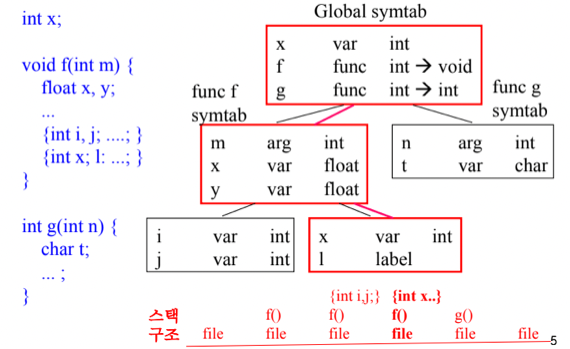 int x;
void f(int m) {
float x, y;
...
{int i, j; ....; }
{int x; l: ...; }
}
int g(int n) {
char t;
... ;
}
Global symtab
x var int
f func int → void
g func int → int
func f
symtab
m arg int
x var float
y var float
func g
symtab
n arg int
t var char
i var int
j var int
x var int
l label
{int i,j;} {int x..}
스택 f() f() f() g()
구조 file file file file file file
5